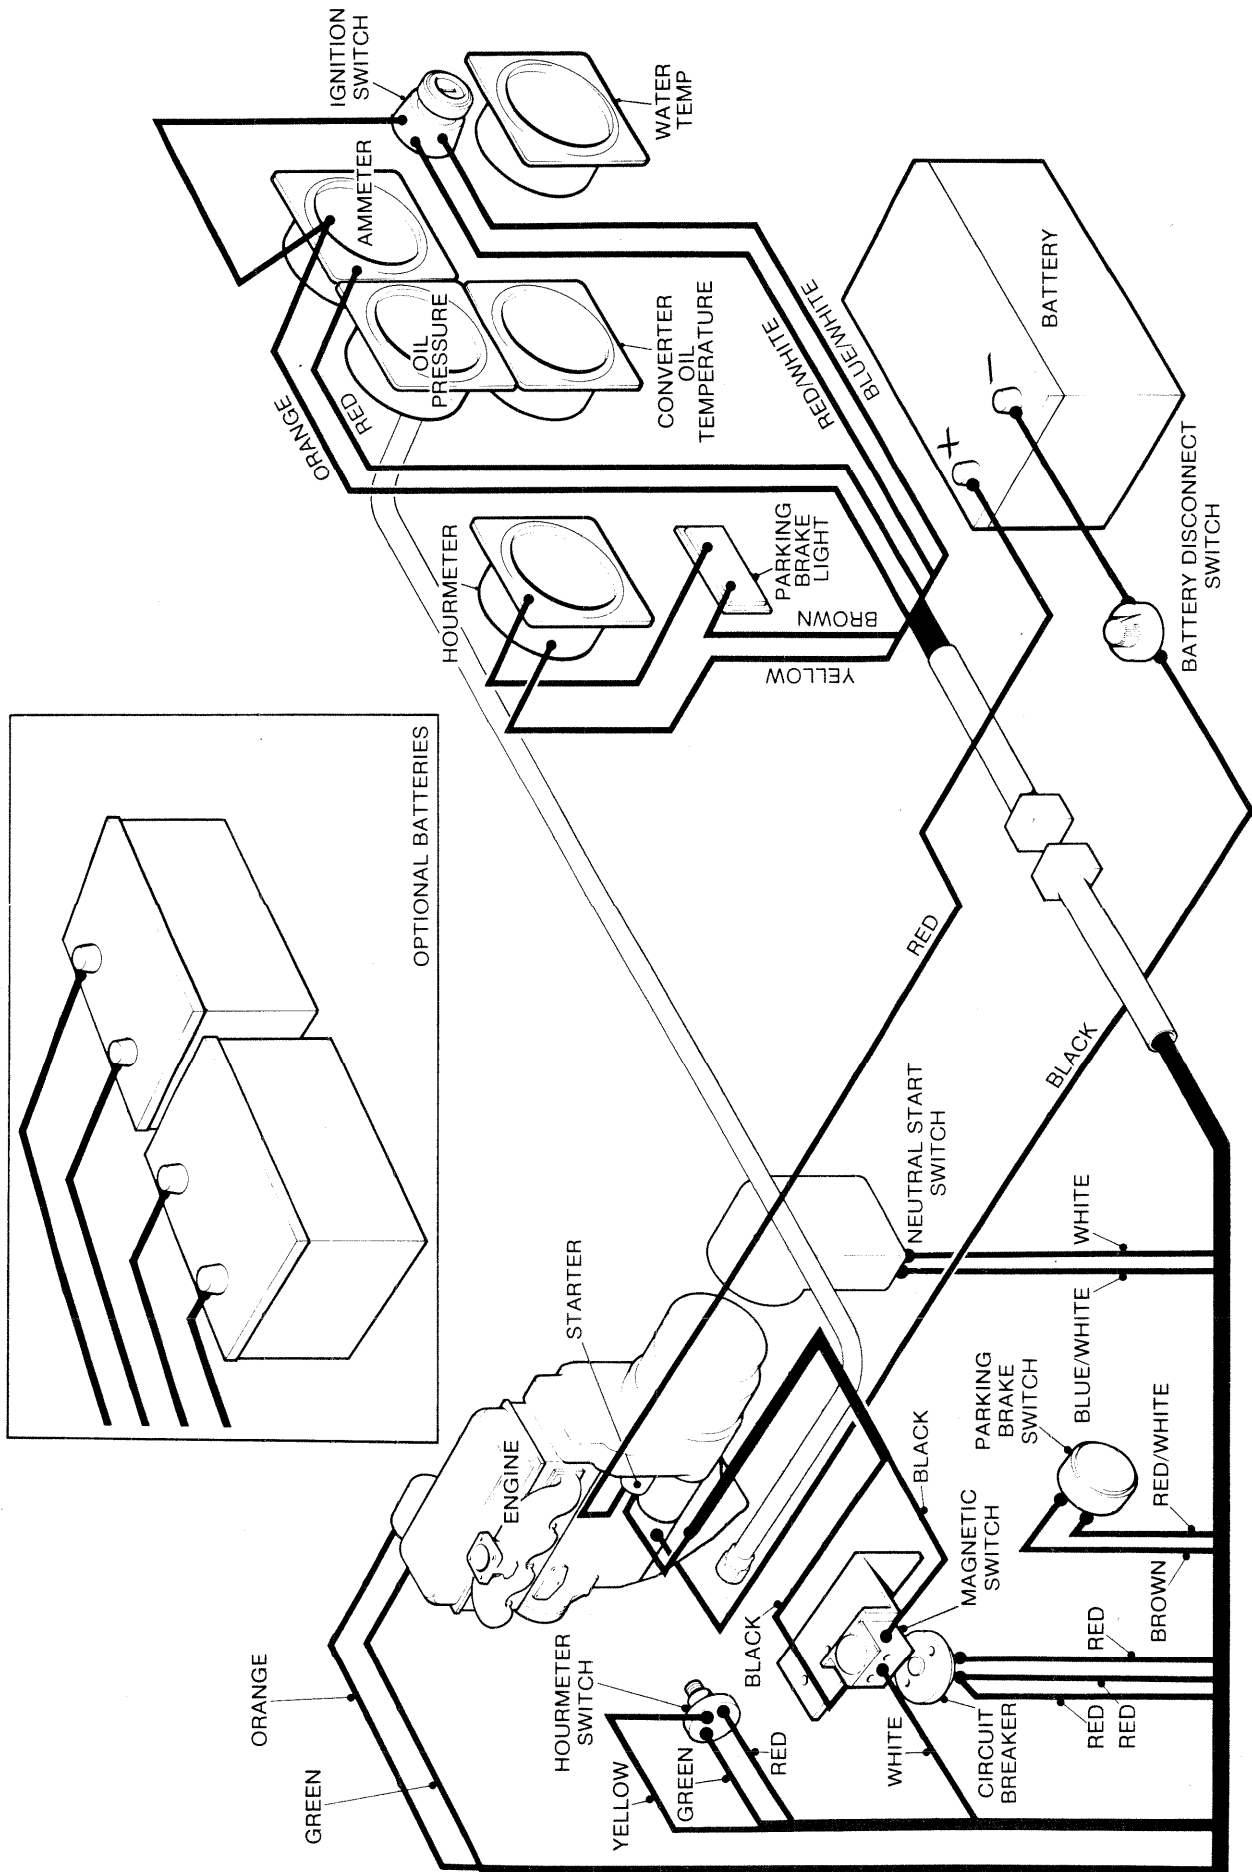 OPTIONAL BATTERIES
IGNITION
SWITCH
AMMETER
WATER
TEMP
OIL
PRESSURE
CONVERTER
OIL
TEMPERATURE
ORANGE
RED
RED/WHITE
BLUE/WHITE
HOURMETER
PARKING
BRAKE
LIGHT
BROWN
YELLOW
BATTERY
+
−
BATTERY DISCONNECT
SWITCH
RED
BLACK
NEUTRAL START
SWITCH
WHITE
BLUE/WHITE
STARTER
ENGINE
ORANGE
GREEN
HOURMETER
SWITCH
YELLOW
GREEN
RED
BLACK
BLACK
MAGNETIC
SWITCH
WHITE
CIRCUIT
BREAKER
PARKING
BRAKE
SWITCH
RED/WHITE
BROWN
RED
RED
RED